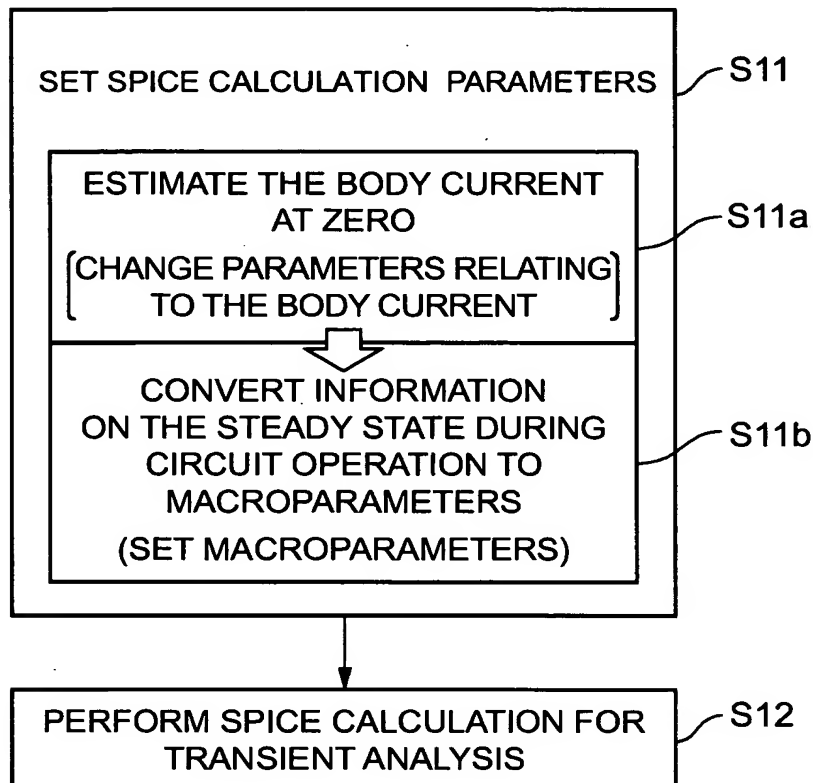 SET SPICE CALCULATION PARAMETERS
S11
ESTIMATE THE BODY CURRENT
AT ZERO
[CHANGE PARAMETERS RELATING
TO THE BODY CURRENT]
S11a
CONVERT INFORMATION
ON THE STEADY STATE DURING
CIRCUIT OPERATION TO
MACROPARAMETERS
(SET MACROPARAMETERS)
S11b
PERFORM SPICE CALCULATION FOR
TRANSIENT ANALYSIS
S12